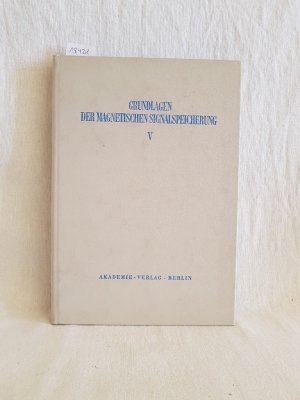 GRUNDLAGEN
DER MAGNETISCHEN SIGNALSPEICHERUNG
V
AKADEMIE - VERLAG · BERLIN